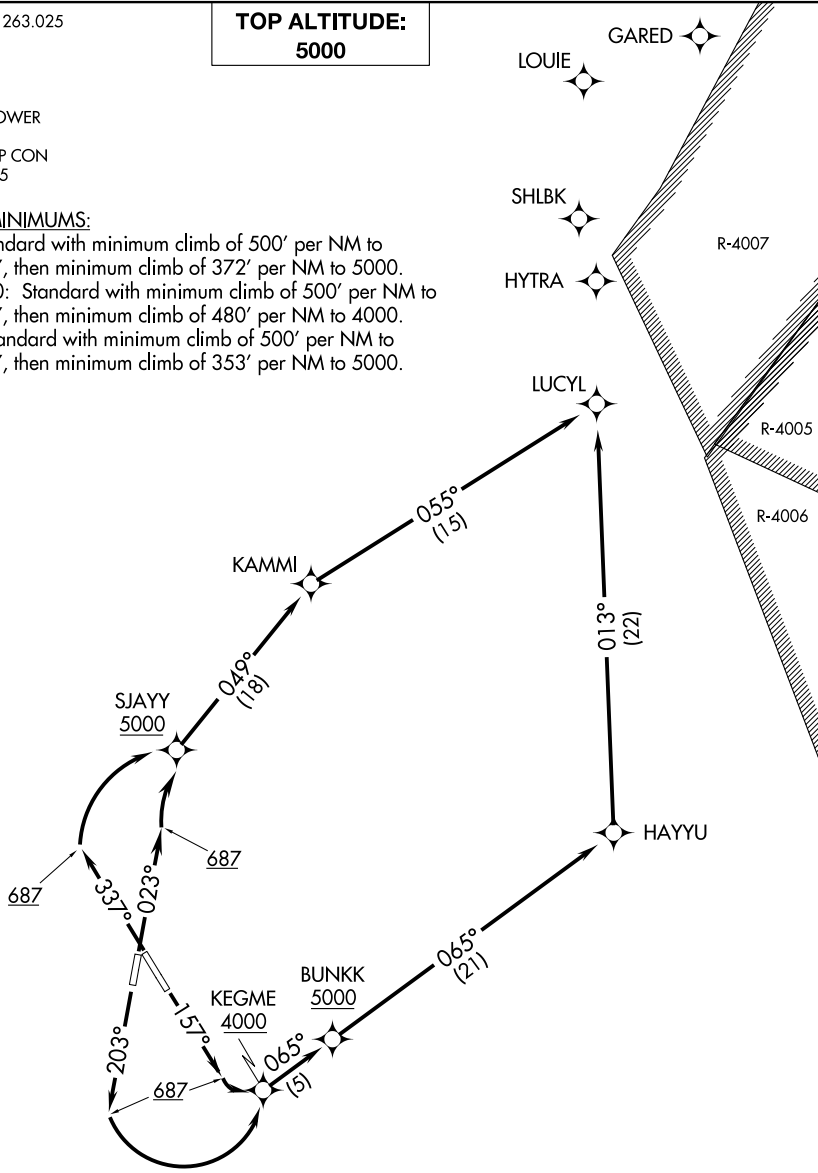 263.025
TOP ALTITUDE:
5000
GARED
LOUIE
OWER
P CON
5
SHLBK
MINIMUMS:
ndard with minimum climb of 500' per NM to
', then minimum climb of 372' per NM to 5000.
0: Standard with minimum climb of 500' per NM to
', then minimum climb of 480' per NM to 4000.
andard with minimum climb of 500' per NM to
', then minimum climb of 353' per NM to 5000.
R-4007
HYTRA
LUCYL
R-4005
R-4006
055°
(15)
KAMMI
013°
(22)
049°
(18)
SJAYY
5000
HAYYU
687
687
337°
023°
065°
(21)
BUNKK
5000
KEGME
4000
157°
203°
065°
(5)
687